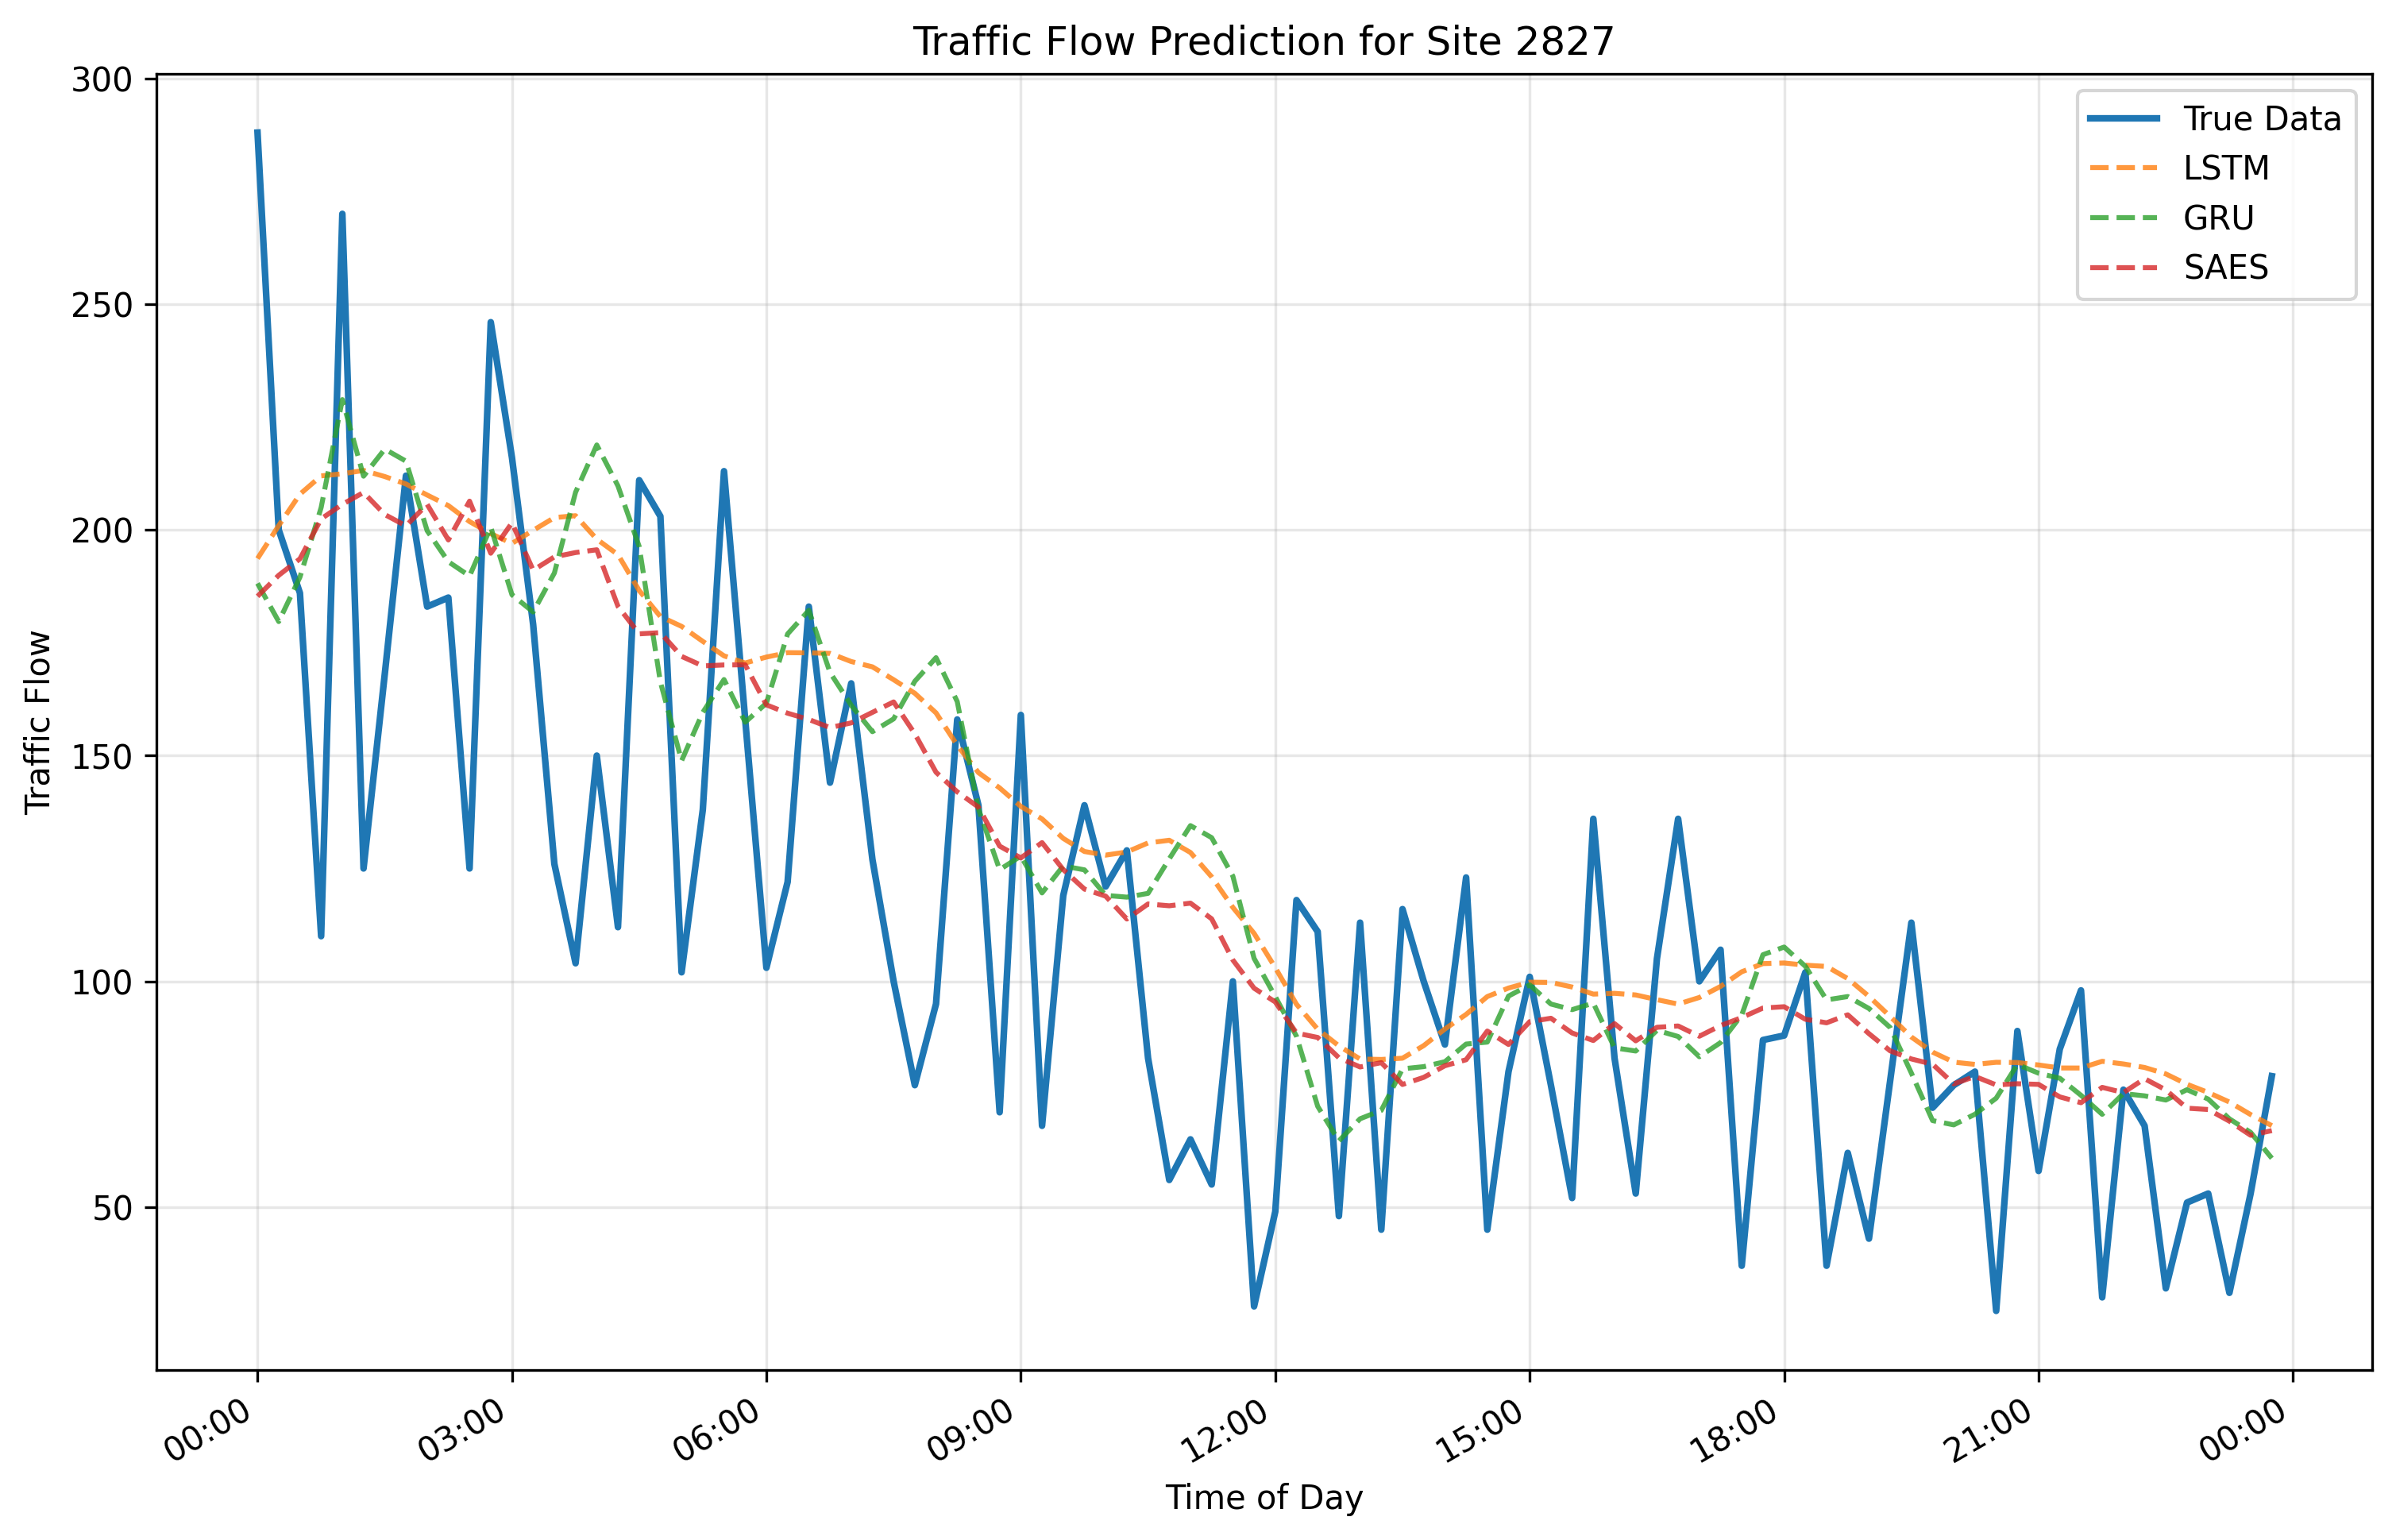 Traffic Flow Prediction for Site 2827
300
250
200
150
100
50
Traffic Flow
True Data
LSTM
GRU
SAES
00:00 03:00 06:00 09:00 12:00 15:00 18:00 21:00 00:00
Time of Day